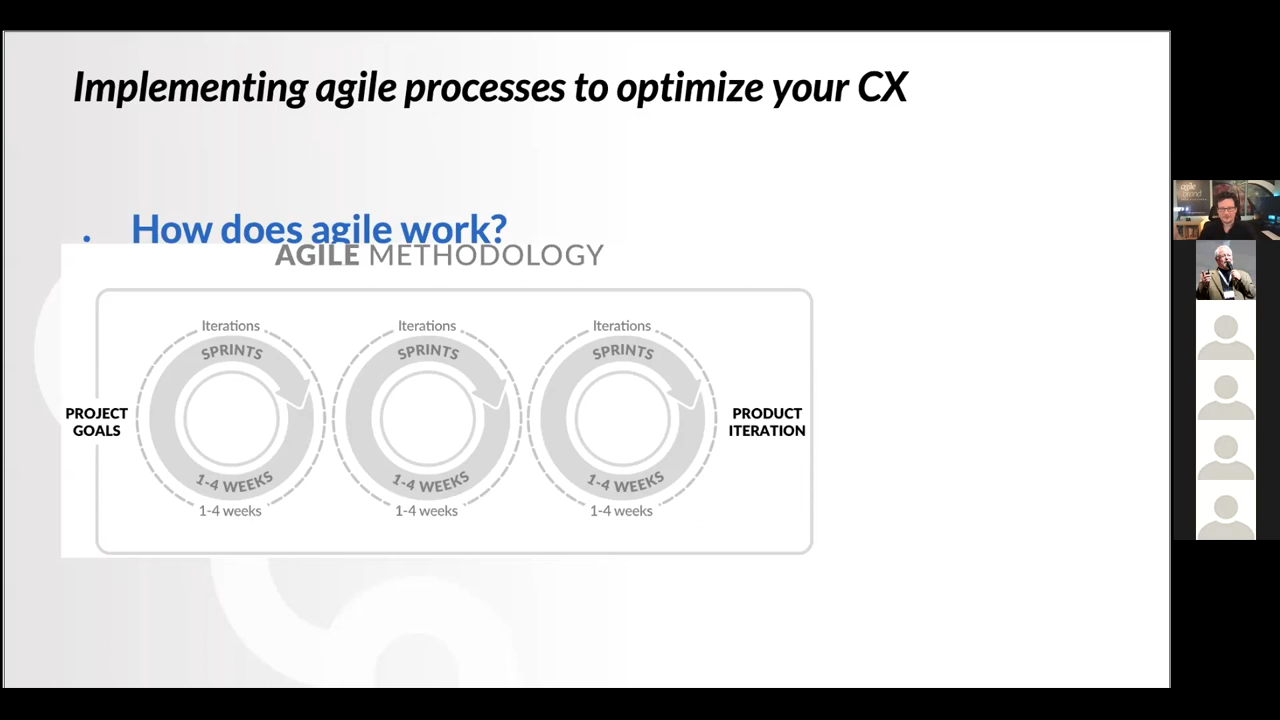 Implementing agile processes to optimize your CX
. How does agile work?
AGILE METHODOLOGY
Iterations
Iterations
Iterations
SPRINTS
SPRINTS
SPRINTS
PROJECT
GOALS
PRODUCT
ITERATION
1-4 WEEKS
1-4 WEEKS
1-4 WEEKS
1-4 weeks
1-4 weeks
1-4 weeks
agile
brand